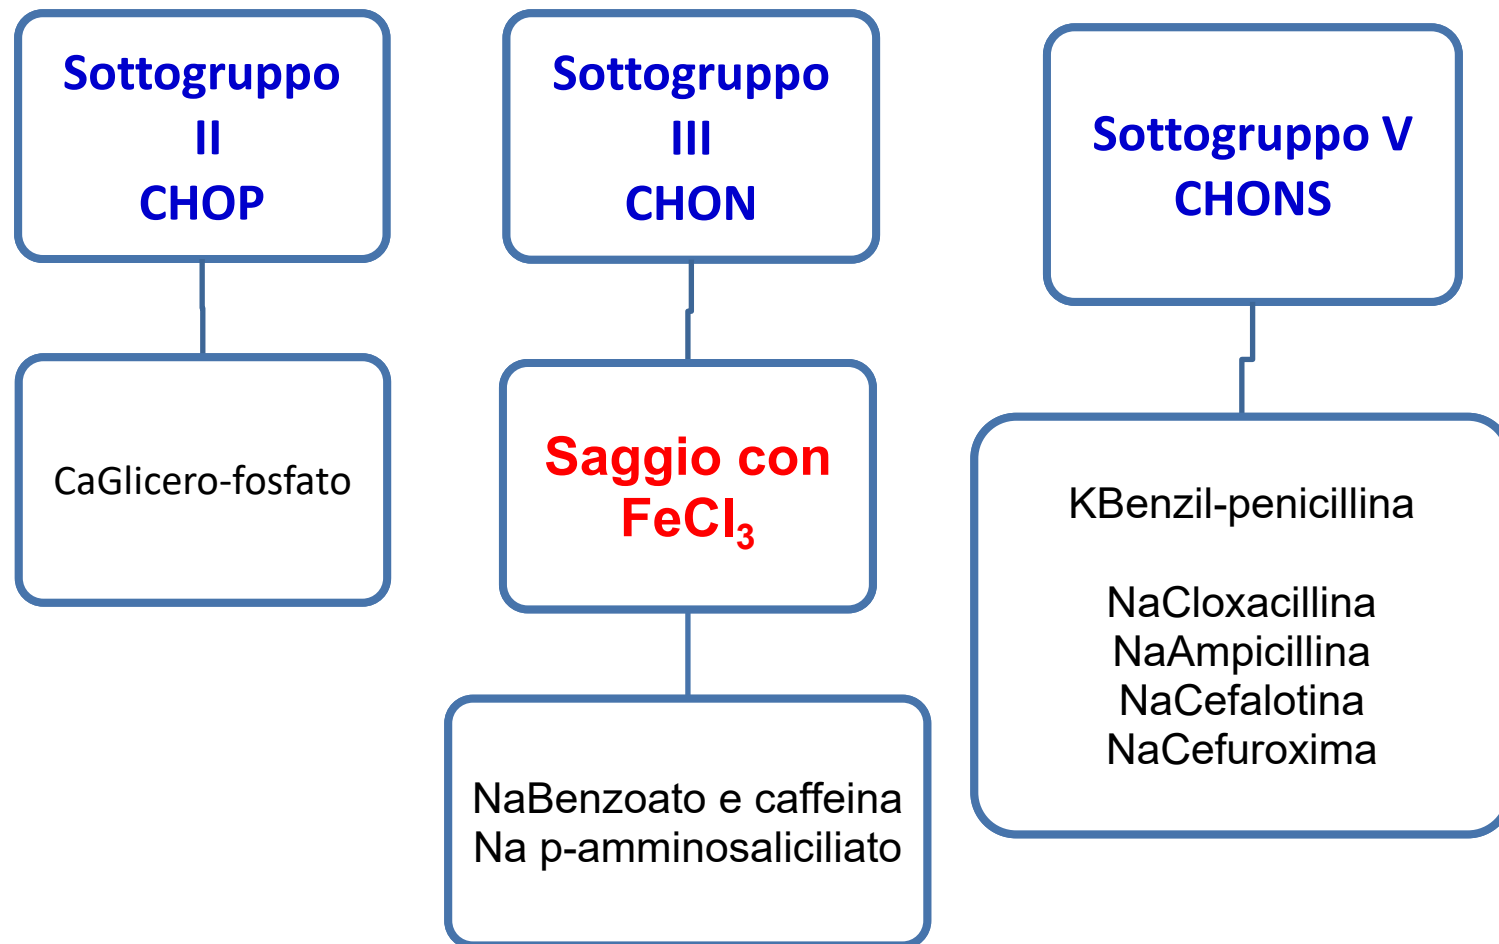 Sottogruppo
II
CHOP
CaGlicero-fosfato
Sottogruppo
III
CHON
Saggio con
FeCl₃
NaBenzoato e caffeina
Na p-amminosaliciliato
Sottogruppo V
CHONS
KBenzil-penicillina
NaCloxacillina
NaAmpicillina
NaCefalotina
NaCefuroxima